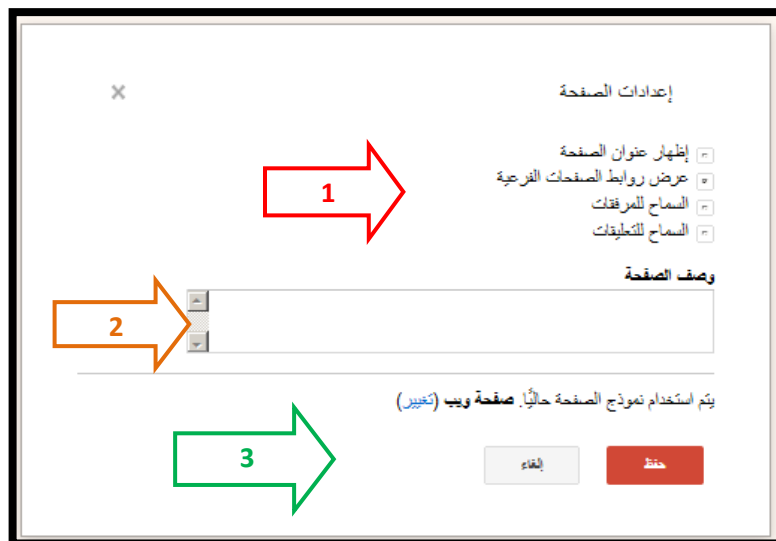 إعدادات الصفحة ×
إظهار عنوان الصفحة
عرض روابط الصفحات الفرعية
السماح للمرفقات
السماح للتعليقات
1
وصف الصفحة
2
يتم استخدام نموذج الصفحة حاليًا. صفحة ويب (تغيير)
حفظ إلغاء
3